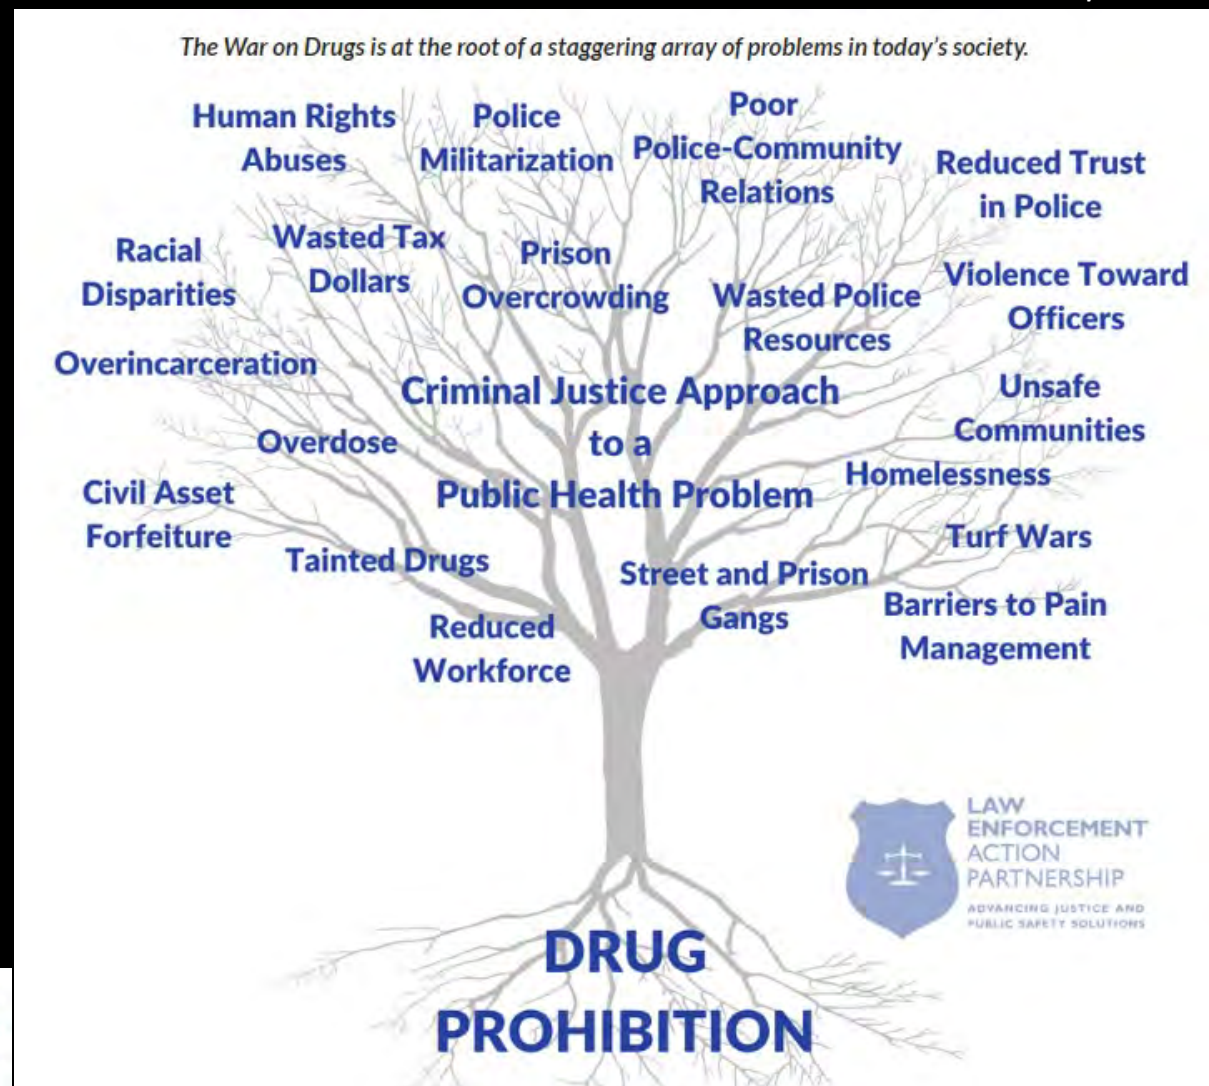 The War on Drugs is at the root of a staggering array of problems in today's society.
Human Rights
Abuses
Police
Militarization
Poor
Police-Community
Relations
Reduced Trust
in Police
Racial
Disparities
Wasted Tax
Dollars
Prison
Overcrowding
Wasted Police
Resources
Violence Toward
Officers
Overincarceration
Criminal Justice Approach
to a
Public Health Problem
Unsafe
Communities
Overdose
Homelessness
Civil Asset
Forfeiture
Tainted Drugs
Street and Prison
Gangs
Turf Wars
Reduced
Workforce
Barriers to Pain
Management
LAW
ENFORCEMENT
ACTION
PARTNERSHIP
ADVANCING JUSTICE AND
PUBLIC SAFETY SOLUTIONS
DRUG
PROHIBITION